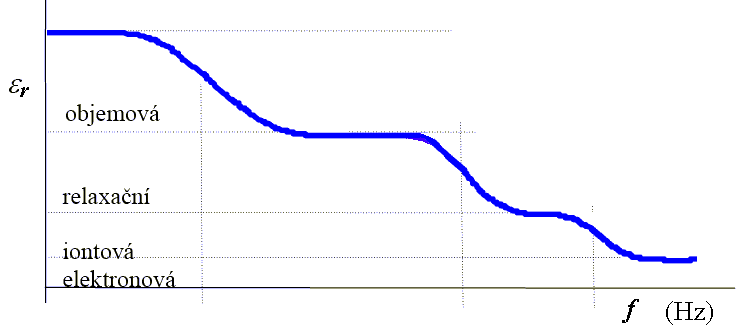 εr
objemová
relaxační
iontová
elektronová
f (Hz)